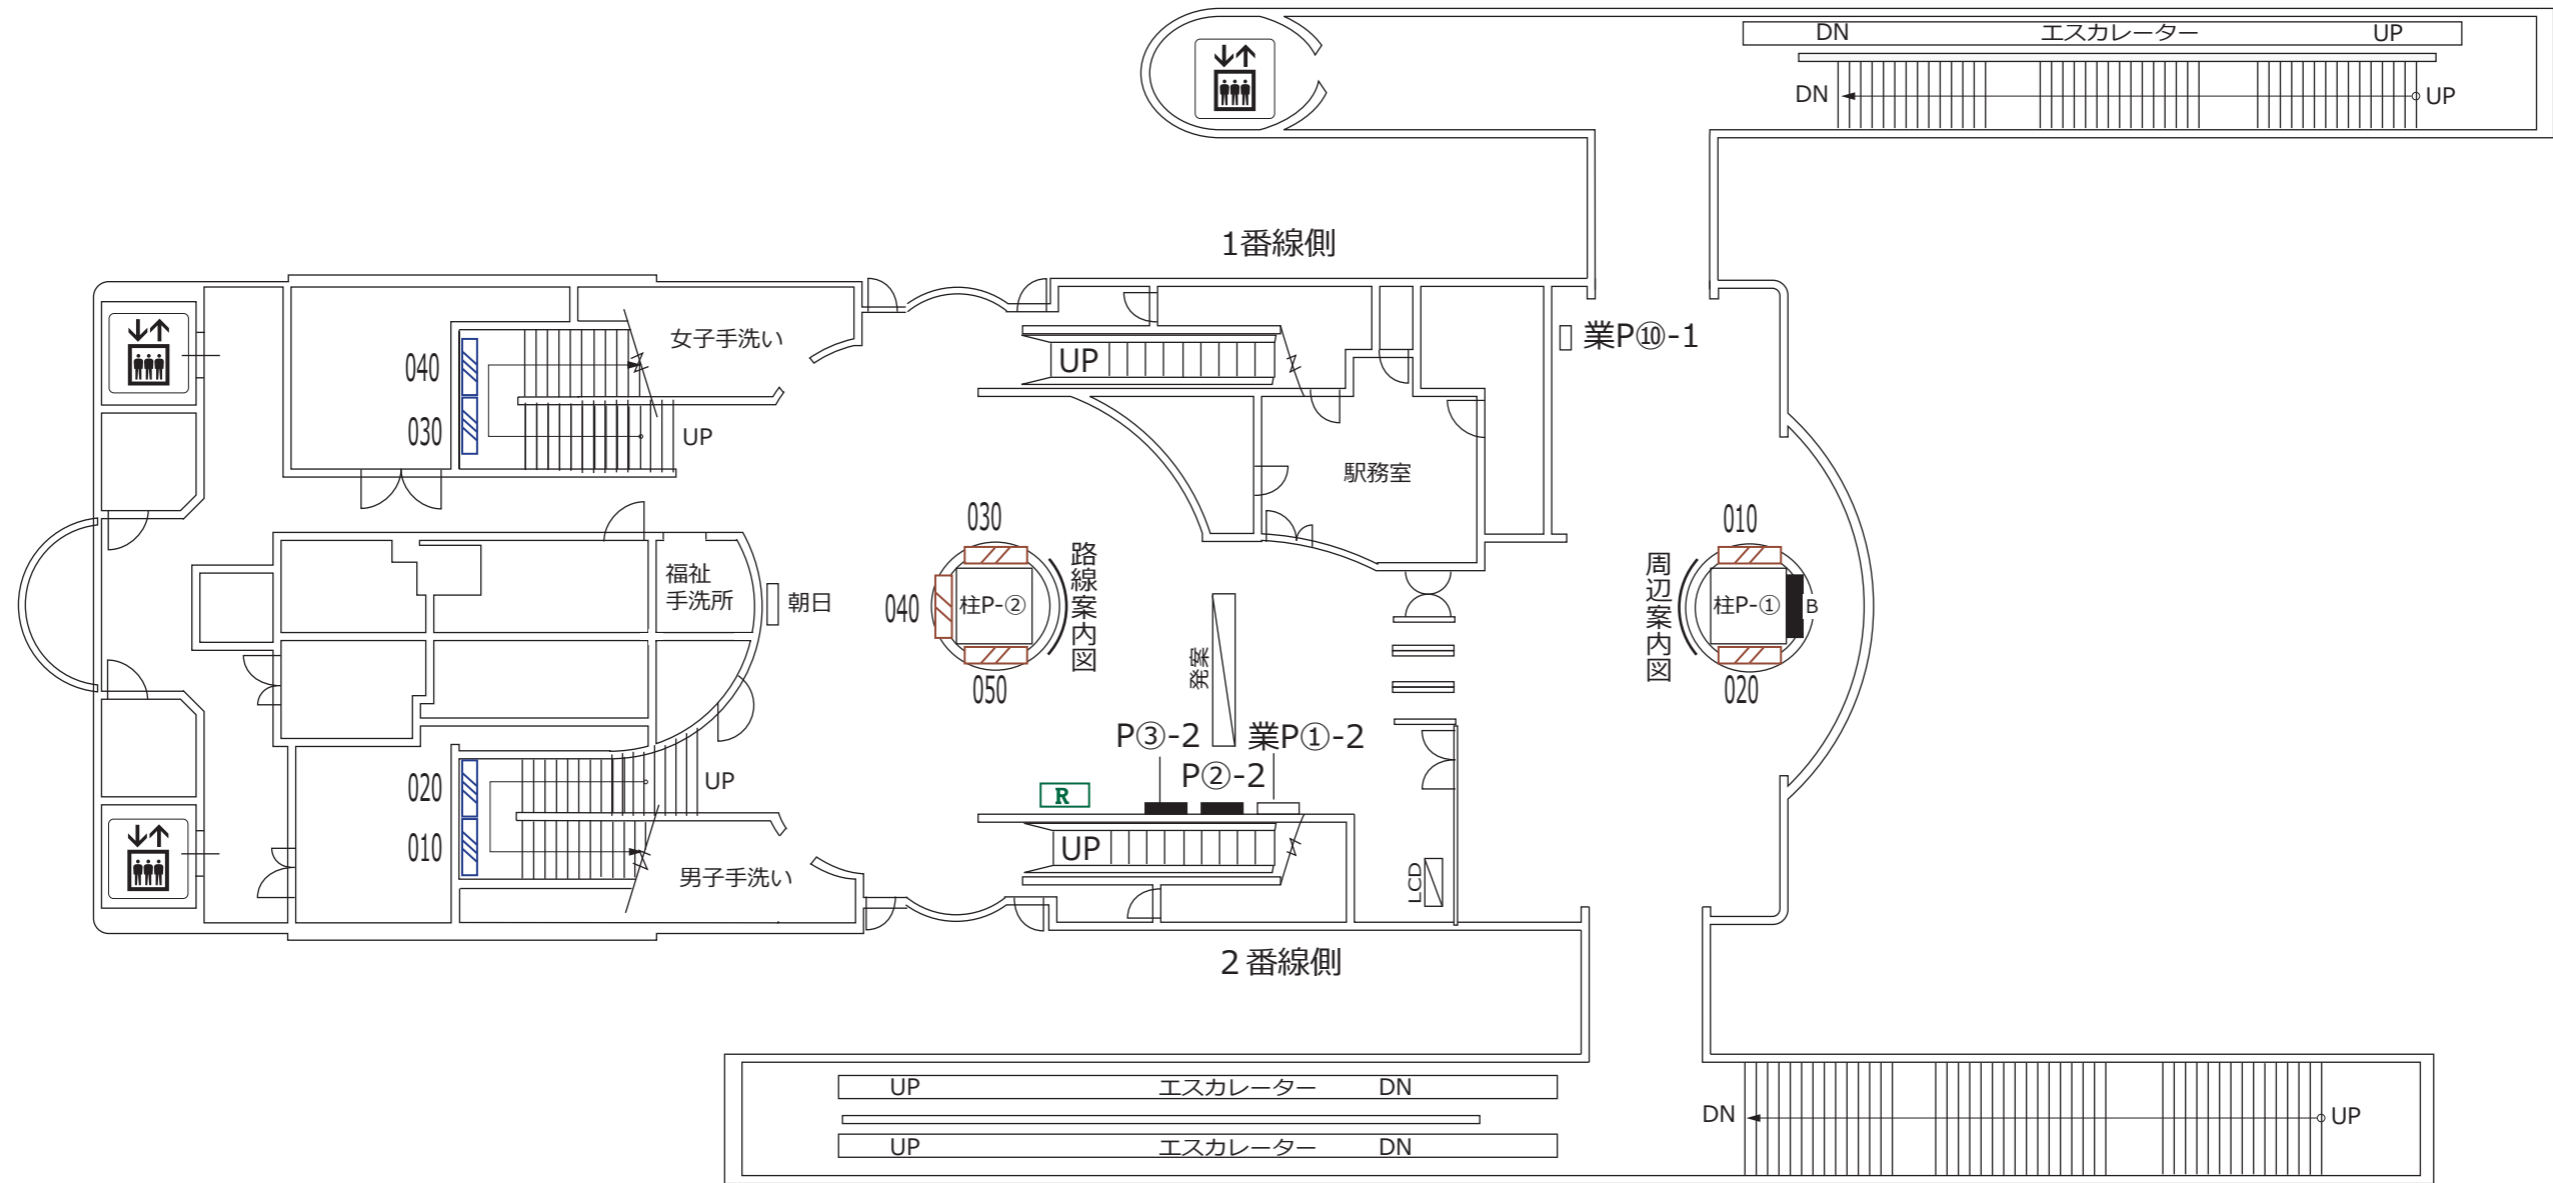 DN エスカレーター UP
DN UP
1番線側
女子手洗い
UP
業P⑩-1
040
030
UP
駅務室
030
010
路線案内図
周辺案内図
福祉
手洗所
朝日
040
柱P-②
柱P-①
B
発案
050
020
P③-2
業P①-2
P②-2
020
UP
R
010
UP
男子手洗い
LCD
2番線側
UP エスカレーター DN
DN UP
UP エスカレーター DN